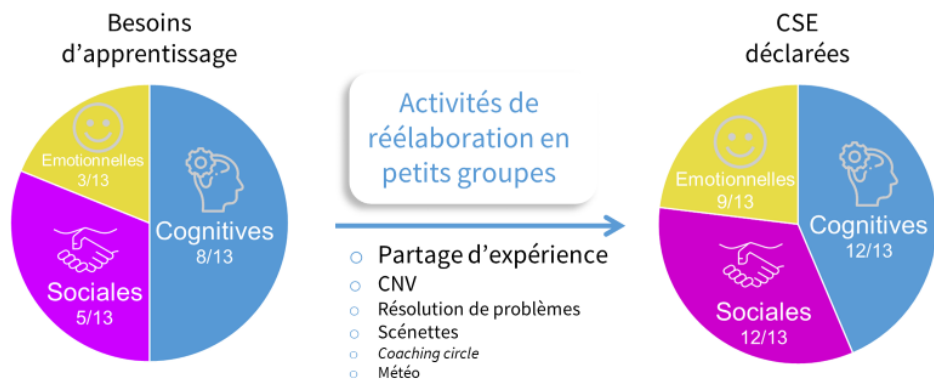 Besoins
d'apprentissage
Emotionnelles
3/13
Cognitives
8/13
Sociales
5/13
Activités de
réélaboration en
petits groupes
Partage d'expérience
CNV
Résolution de problèmes
Scénettes
Coaching circle
Météo
CSE
déclarées
Emotionnelles
9/13
Cognitives
12/13
Sociales
12/13